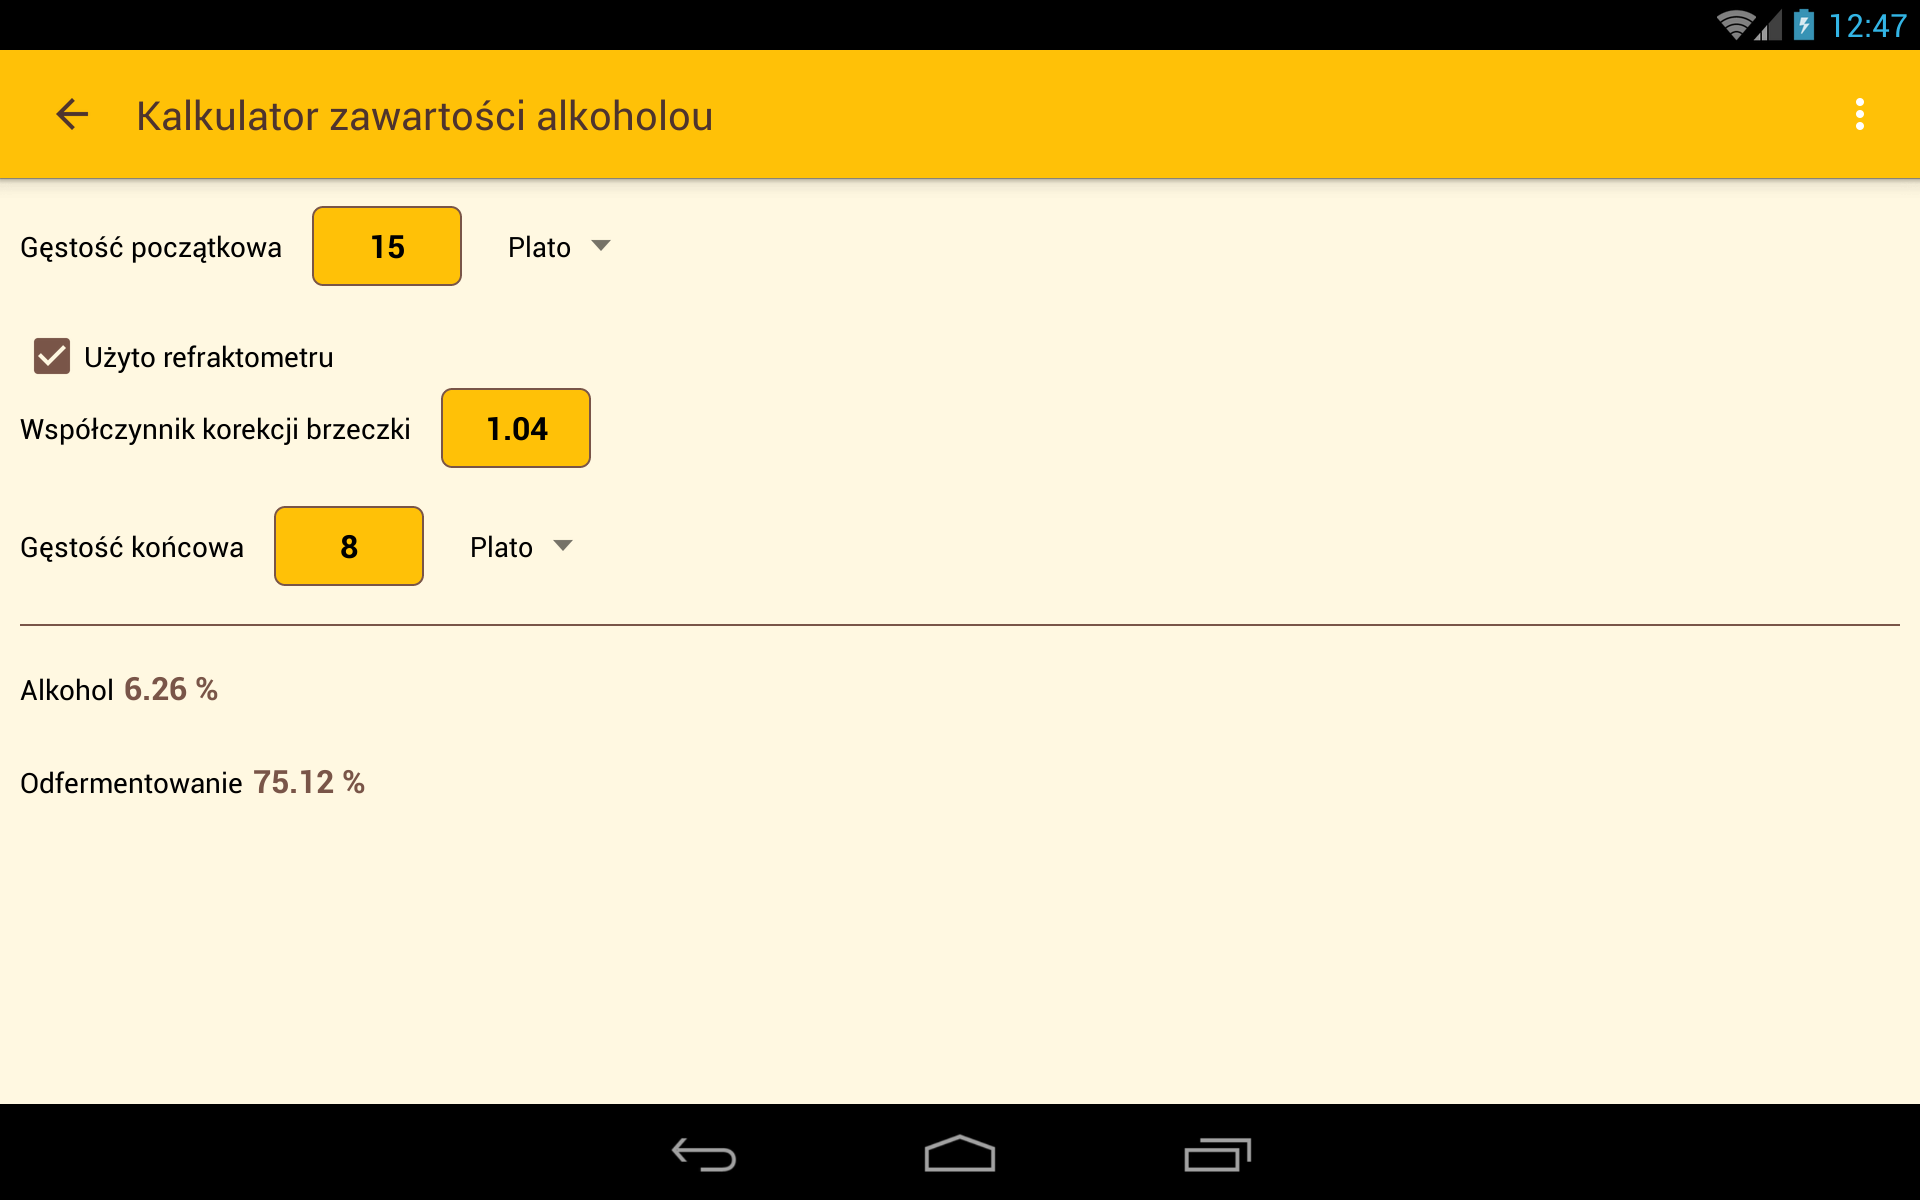 12:47
Kalkulator zawartości alkoholou
Gęstość początkowa 15 Plato
Użyto refraktometru
Współczynnik korekcji brzeczki 1.04
Gęstość końcowa 8 Plato
Alkohol 6.26 %
Odfermentowanie 75.12 %